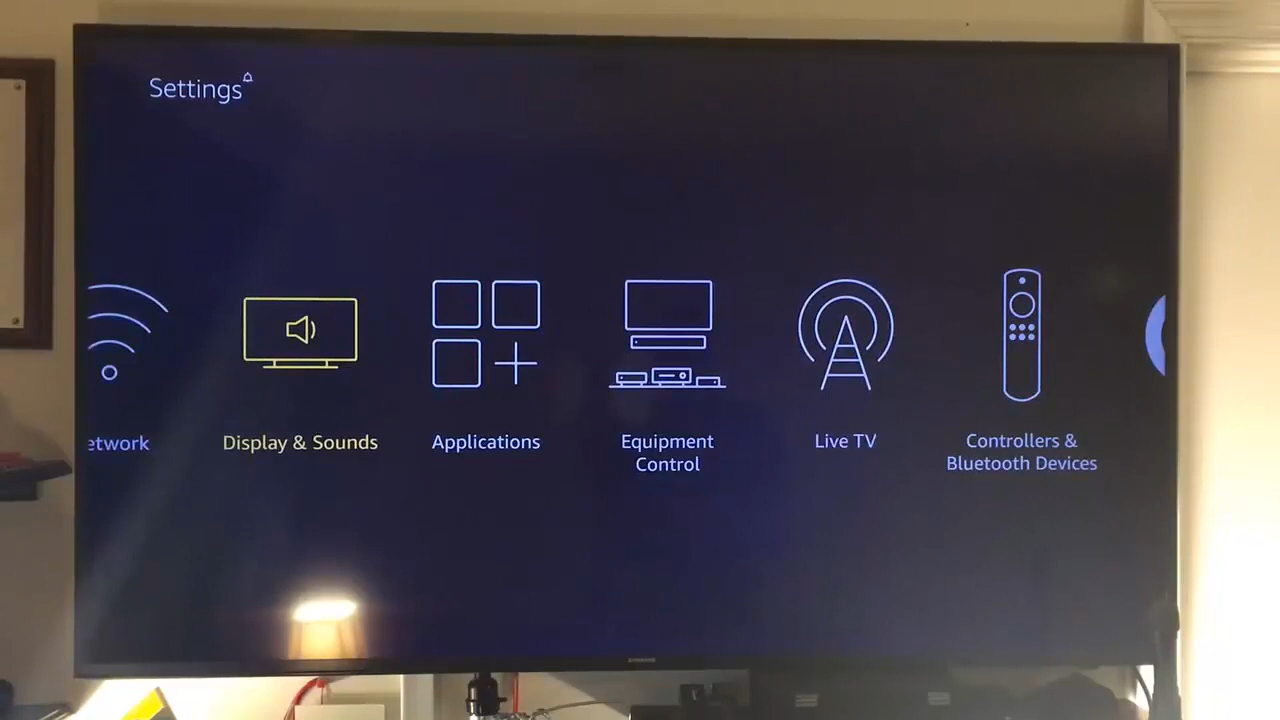 Settings
etwork
Display & Sounds
Applications
Equipment
Control
Live TV
Controllers &
Bluetooth Devices